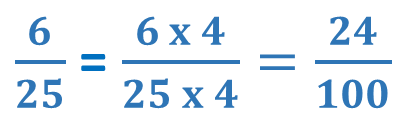 6/25 = (6 x 4)/(25 x 4) = 24/100